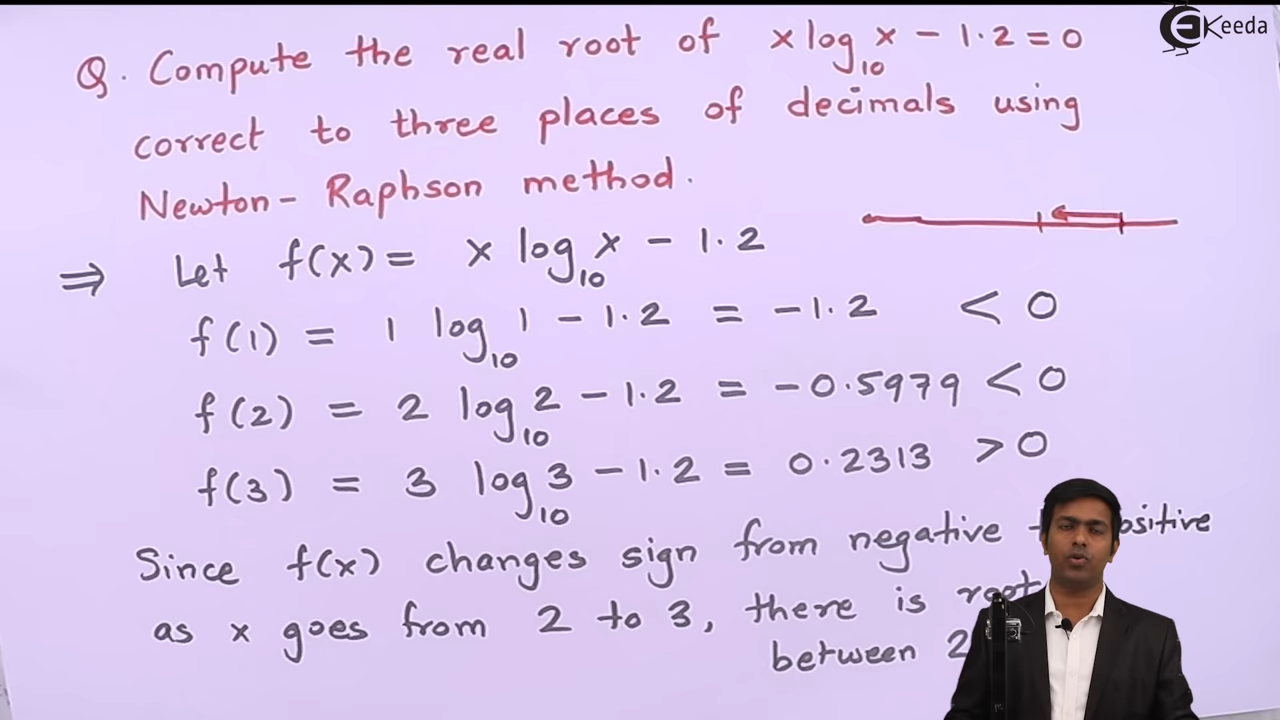 Keeda
Q. Compute the real root of x log₁₀ x - 1.2 = 0
correct to three places of decimals using
Newton - Raphson method.
⇒ Let f(x) = x log₁₀ x - 1.2
f(1) = 1 log₁₀ 1 - 1.2 = -1.2 < 0
f(2) = 2 log₁₀ 2 - 1.2 = -0.5979 < 0
f(3) = 3 log₁₀ 3 - 1.2 = 0.2313 > 0
Since f(x) changes sign from negative
as x goes from 2 to 3, there is root
between 2